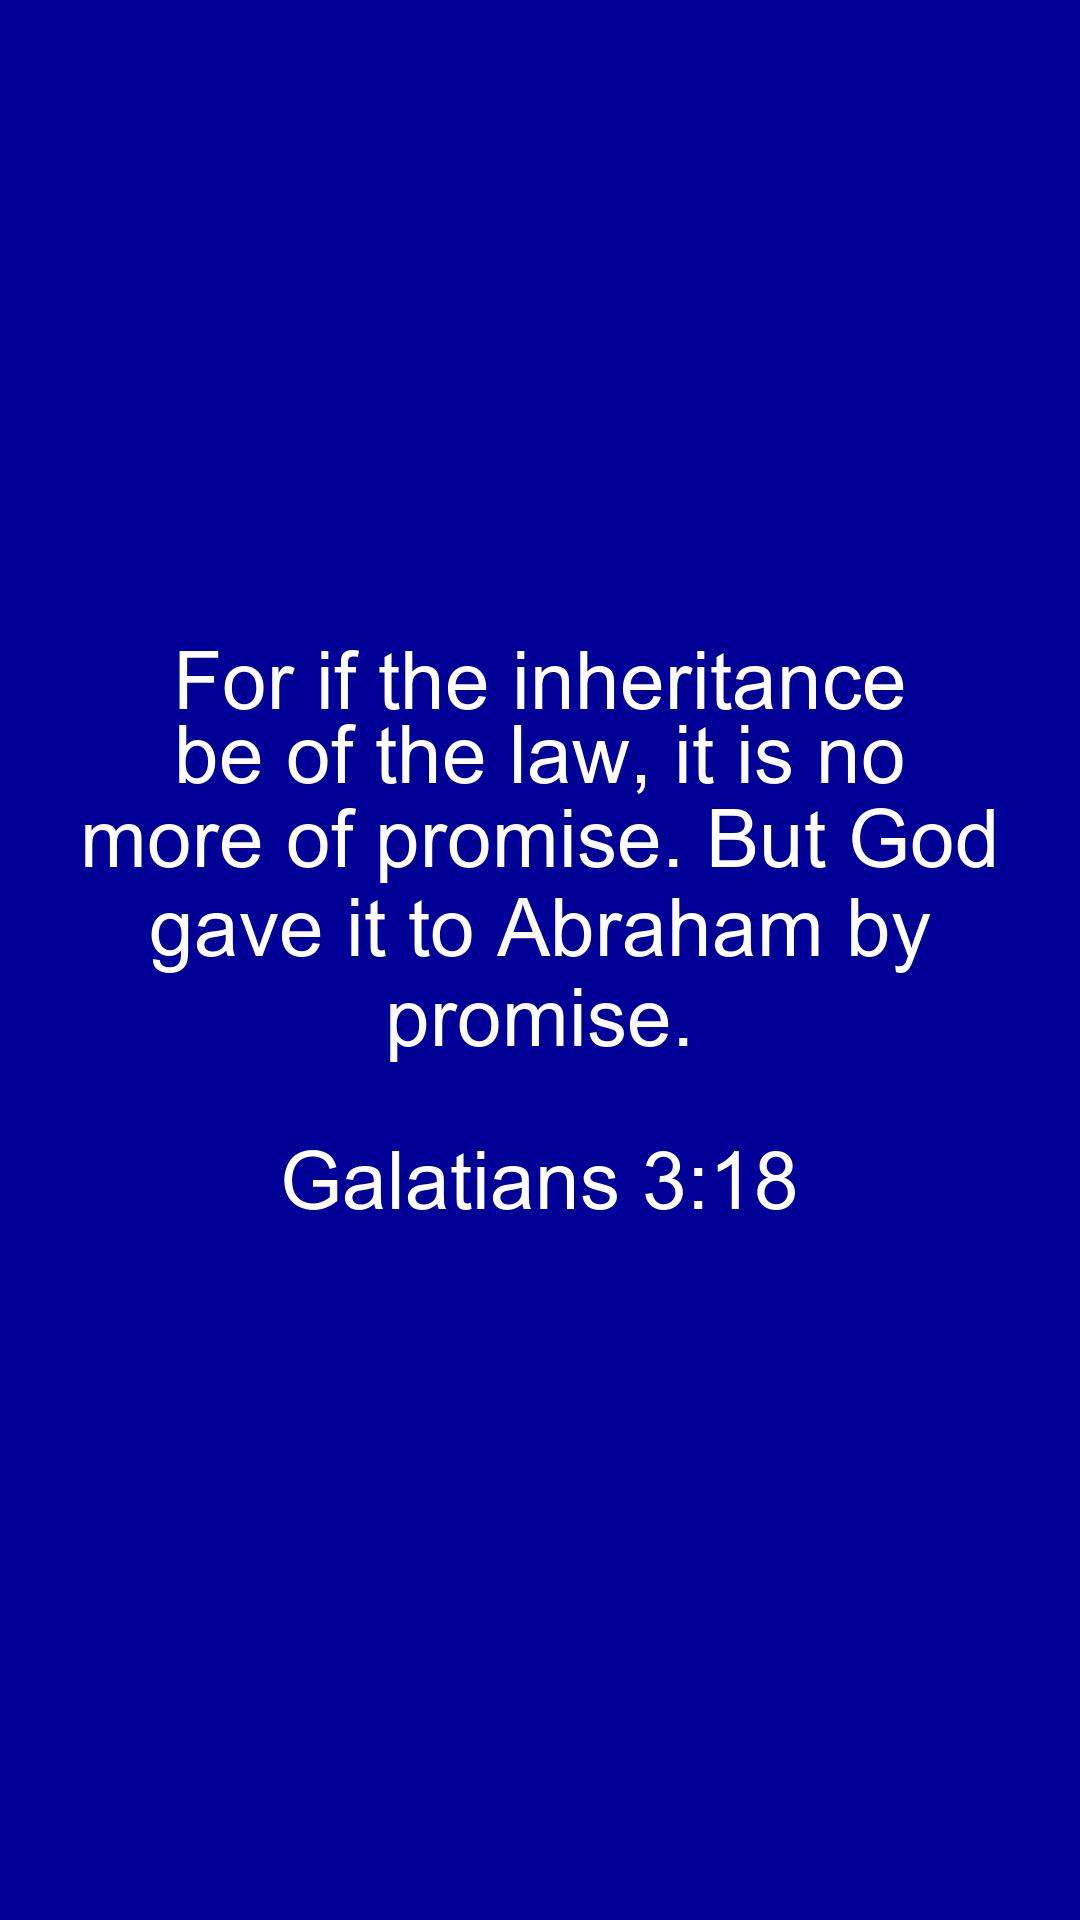 For if the inheritance
be of the law, it is no
more of promise. But God
gave it to Abraham by
promise.
Galatians 3:18